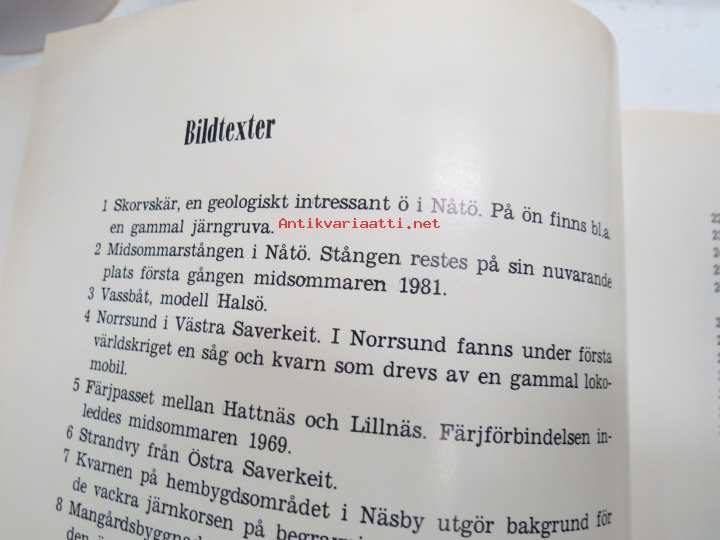 Bildtexter
1 Skorvskär, en geologiskt intressant ö i Nåtö. På ön finns bl.a.
en gammal järngruva.
Antikvariaatti.net
2 Midsommarstången i Nåtö. Stången restes på sin nuvarande
plats första gången midsommaren 1981.
3 Vassbåt, modell Halsö.
4 Norrsund i Västra Saverkeit. I Norrsund fanns under första
världskriget en såg och kvarn som drevs av en gammal loko-
mobil.
5 Färjpasset mellan Hattnäs och Lillnäs. Färjförbindelsen in-
leddes midsommaren 1969.
6 Strandvy från Östra Saverkeit.
7 Kvarnen på hembygdsområdet i Näsby utgör bakgrund för
de vackra järnkorsen på
8
den